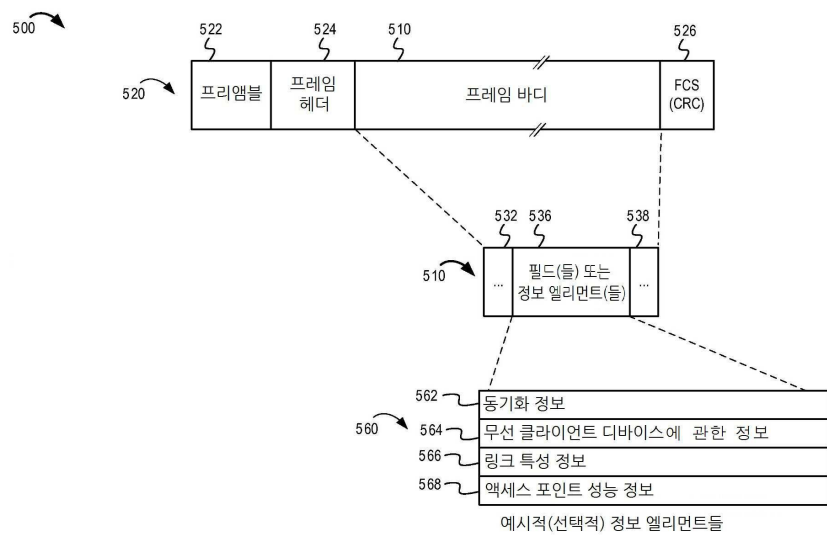 500
522
524
510
526
520
프리앰블
프레임
헤더
프레임 바디
FCS
(CRC)
532
536
538
510
...
필드(들) 또는
정보 엘리먼트(들)
...
562
동기화 정보
560
564
무선 클라이언트 디바이스에 관한 정보
566
링크 특성 정보
568
액세스 포인트 성능 정보
예시적(선택적) 정보 엘리먼트들